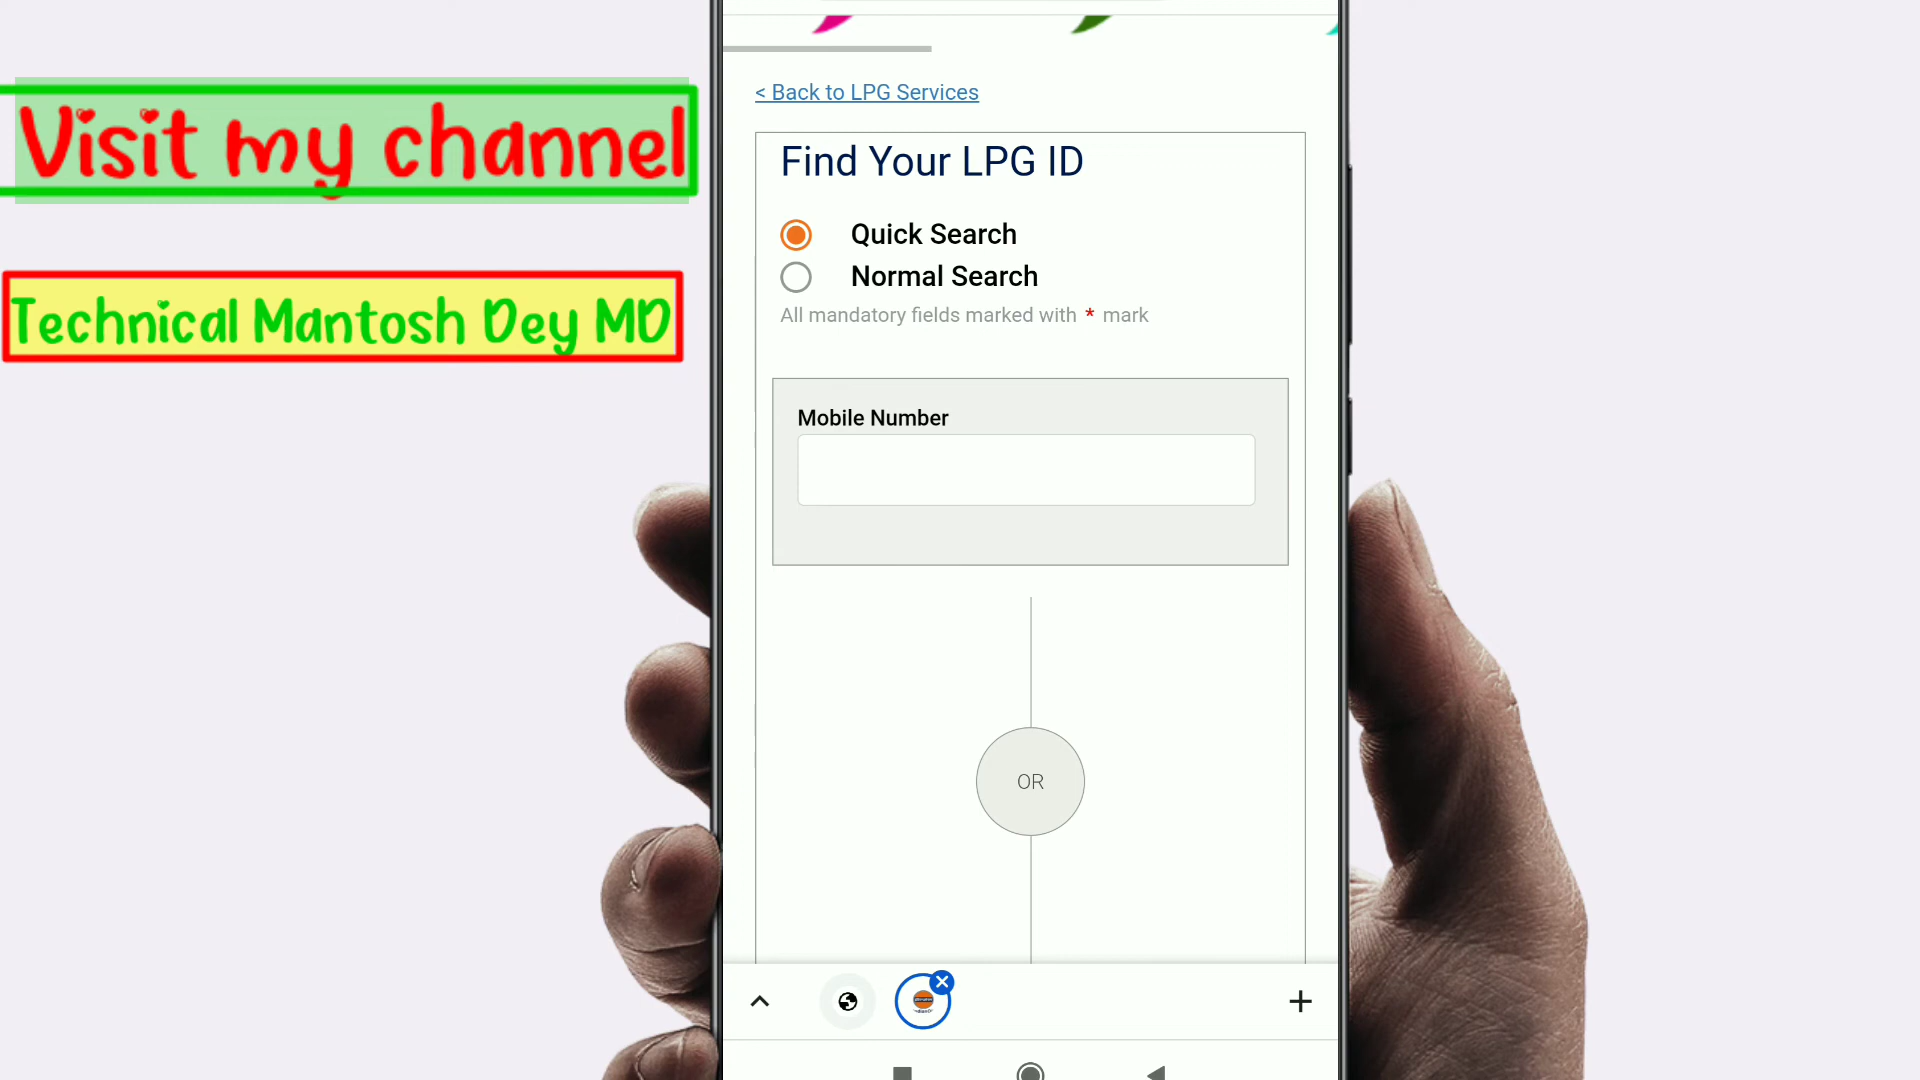 Visit my channel
Technical Mantosh Dey MD
< Back to LPG Services
Find Your LPG ID
Quick Search
Normal Search
All mandatory fields marked with * mark
Mobile Number
OR